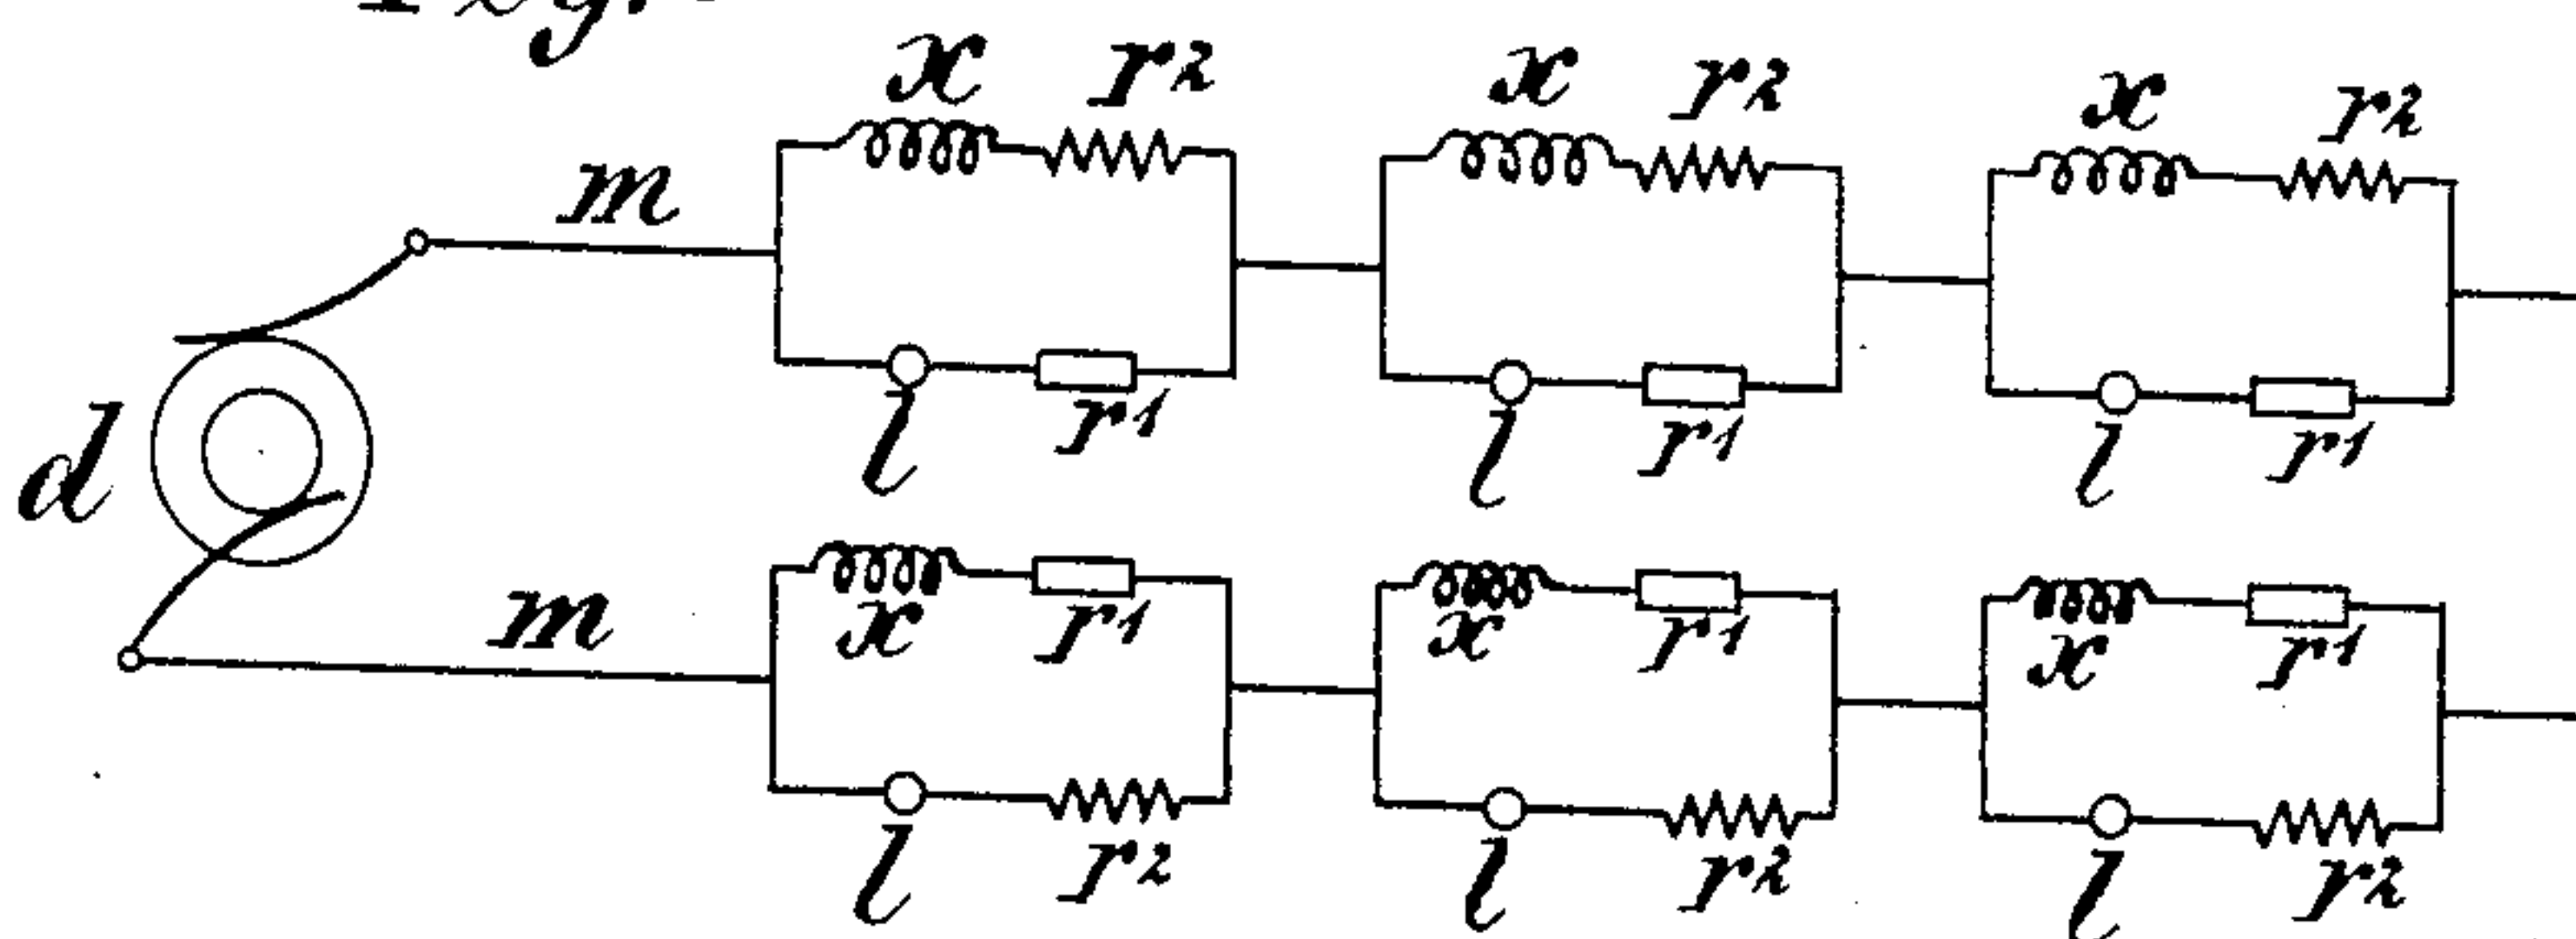 x r² x r² x r²
m
l r¹ l r¹ l r¹
d
m
x r¹ x r¹ x r¹
l r² l r² l r²